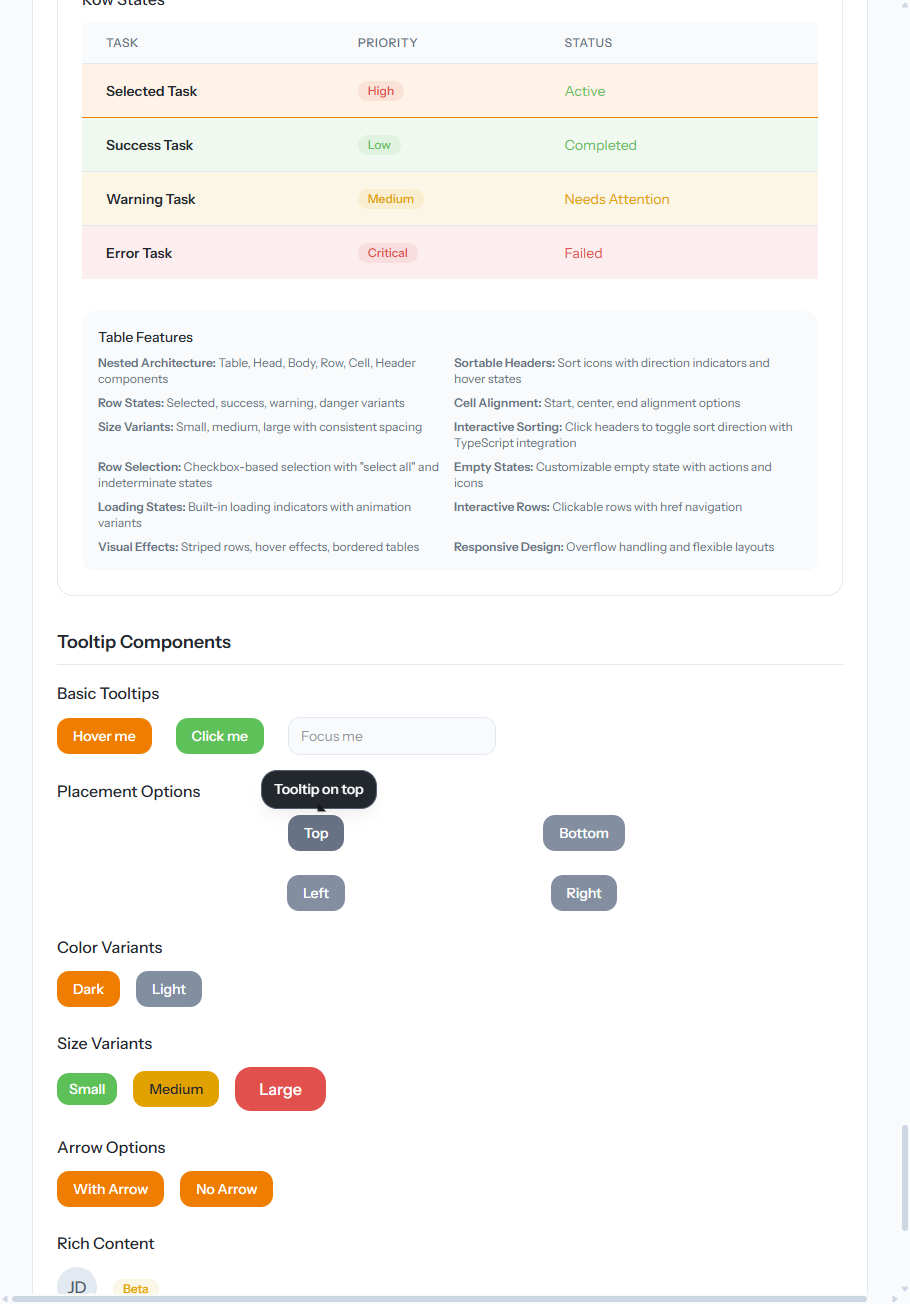 Row States
TASK PRIORITY STATUS
Selected Task High Active
Success Task Low Completed
Warning Task Medium Needs Attention
Error Task Critical Failed
Table Features
Nested Architecture: Table, Head, Body, Row, Cell, Header
components
Sortable Headers: Sort icons with direction indicators and
hover states
Row States: Selected, success, warning, danger variants
Cell Alignment: Start, center, end alignment options
Size Variants: Small, medium, large with consistent spacing
Interactive Sorting: Click headers to toggle sort direction with
TypeScript integration
Row Selection: Checkbox-based selection with "select all" and
indeterminate states
Empty States: Customizable empty state with actions and
icons
Loading States: Built-in loading indicators with animation
variants
Interactive Rows: Clickable rows with href navigation
Visual Effects: Striped rows, hover effects, bordered tables
Responsive Design: Overflow handling and flexible layouts
Tooltip Components
Basic Tooltips
Hover me Click me Focus me
Placement Options
Tooltip on top
Top Bottom
Left Right
Color Variants
Dark Light
Size Variants
Small Medium Large
Arrow Options
With Arrow No Arrow
Rich Content
JD Beta